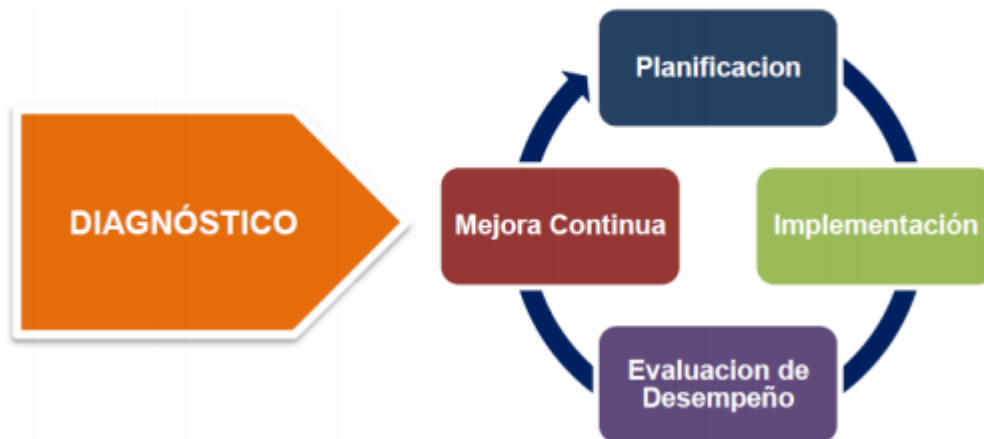 DIAGNÓSTICO
Planificacion
Implementación
Evaluacion de
Desempeño
Mejora Continua